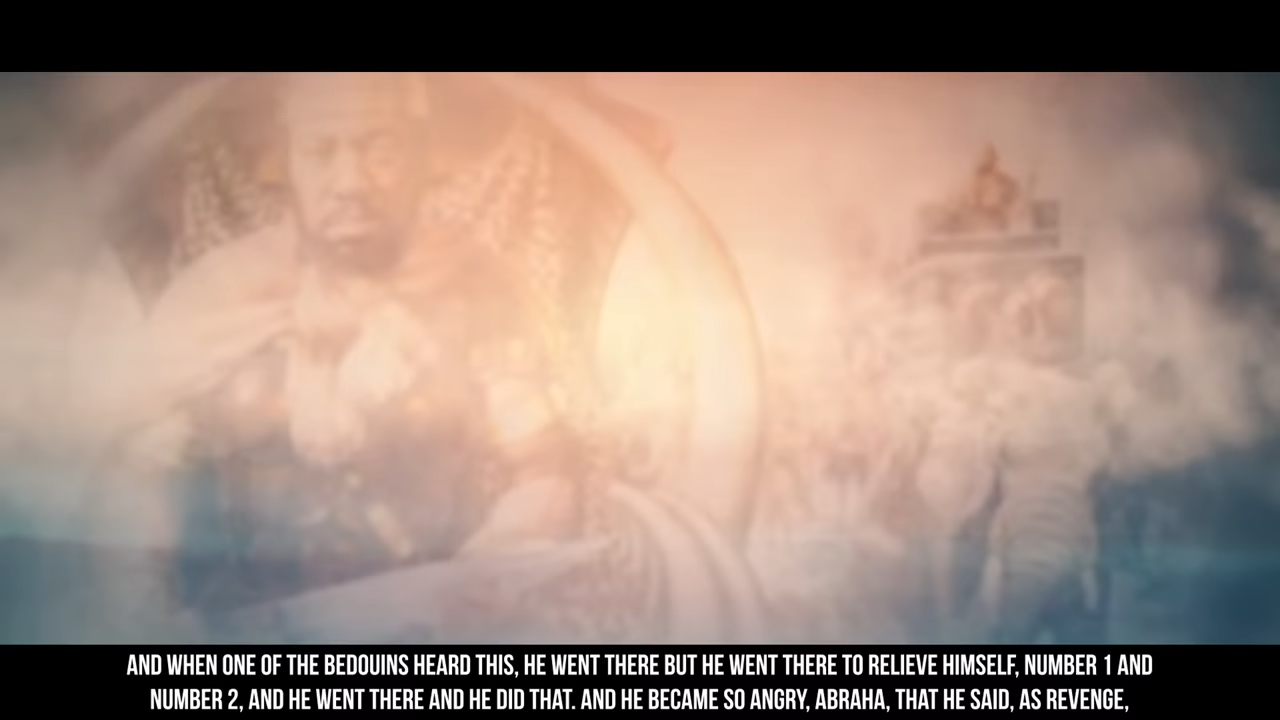 AND WHEN ONE OF THE BEDOUINS HEARD THIS, HE WENT THERE BUT HE WENT THERE TO RELIEVE HIMSELF, NUMBER 1 AND
NUMBER 2, AND HE WENT THERE AND HE DID THAT. AND HE BECAME SO ANGRY, ABRAHA, THAT HE SAID, AS REVENGE,